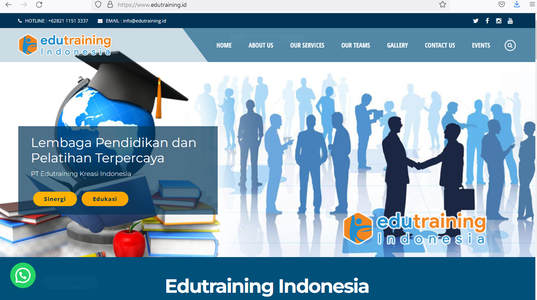 https://www.edutraining.id
HOTLINE : +62821 1151 3337 EMAIL : info@edutraining.id
edutraining
Indonesia
HOME ABOUT US OUR SERVICES OUR TEAMS GALLERY CONTACT US EVENTS
Lembaga Pendidikan dan
Pelatihan Terpercaya
PT Edutraining Kreasi Indonesia
Sinergi Edukasi
edutraining
Indonesia
Edutraining Indonesia